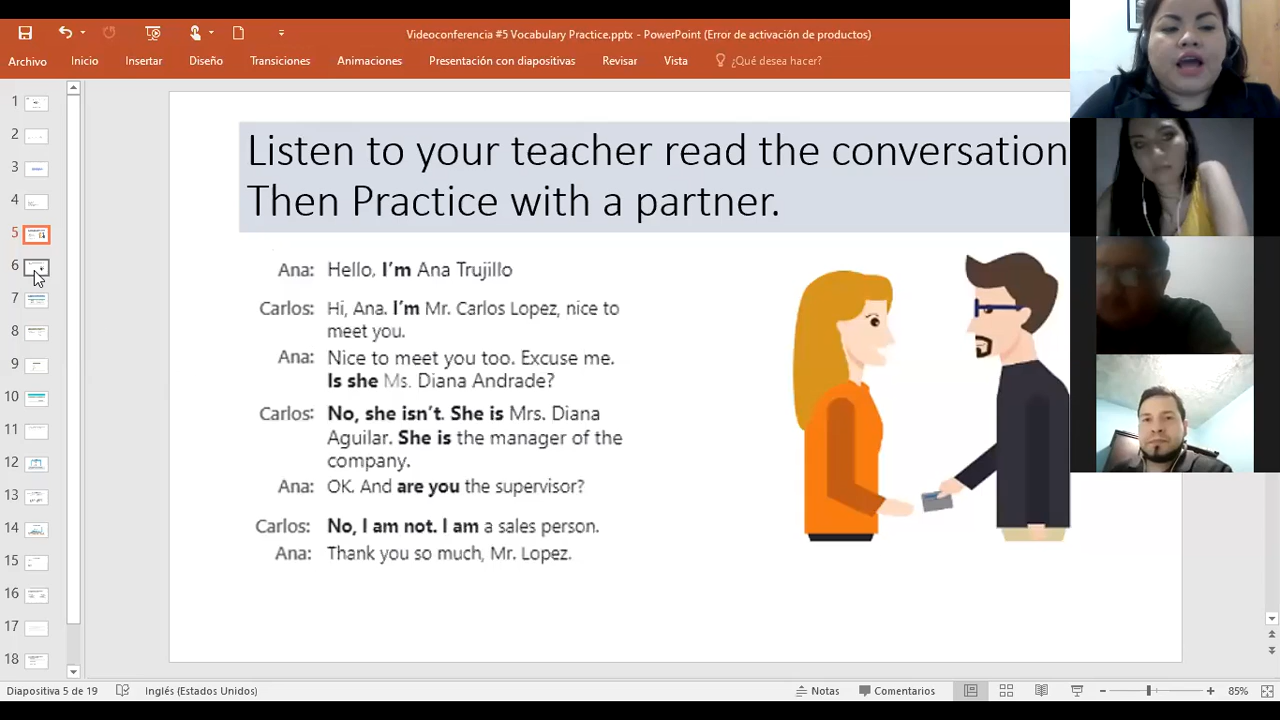 Videoconferencia #5 Vocabulary Practice.pptx - PowerPoint (Error de activación de productos)
Archivo Inicio Insertar Diseño Transiciones Animaciones Presentación con diapositivas Revisar Vista ¿Qué desea hacer?
1
2
3
4
5
6
7
8
9
10
11
12
13
14
15
16
17
18
Listen to your teacher read the conversation
Then Practice with a partner.
Ana: Hello, I'm Ana Trujillo
Carlos: Hi, Ana. I'm Mr. Carlos Lopez, nice to
meet you.
Ana: Nice to meet you too. Excuse me.
Is she Ms. Diana Andrade?
Carlos: No, she isn't. She is Mrs. Diana
Aguilar. She is the manager of the
company.
Ana: OK. And are you the supervisor?
Carlos: No, I am not. I am a sales person.
Ana: Thank you so much, Mr. Lopez.
Diapositiva 5 de 19 Inglés (Estados Unidos) Notas Comentarios 85%